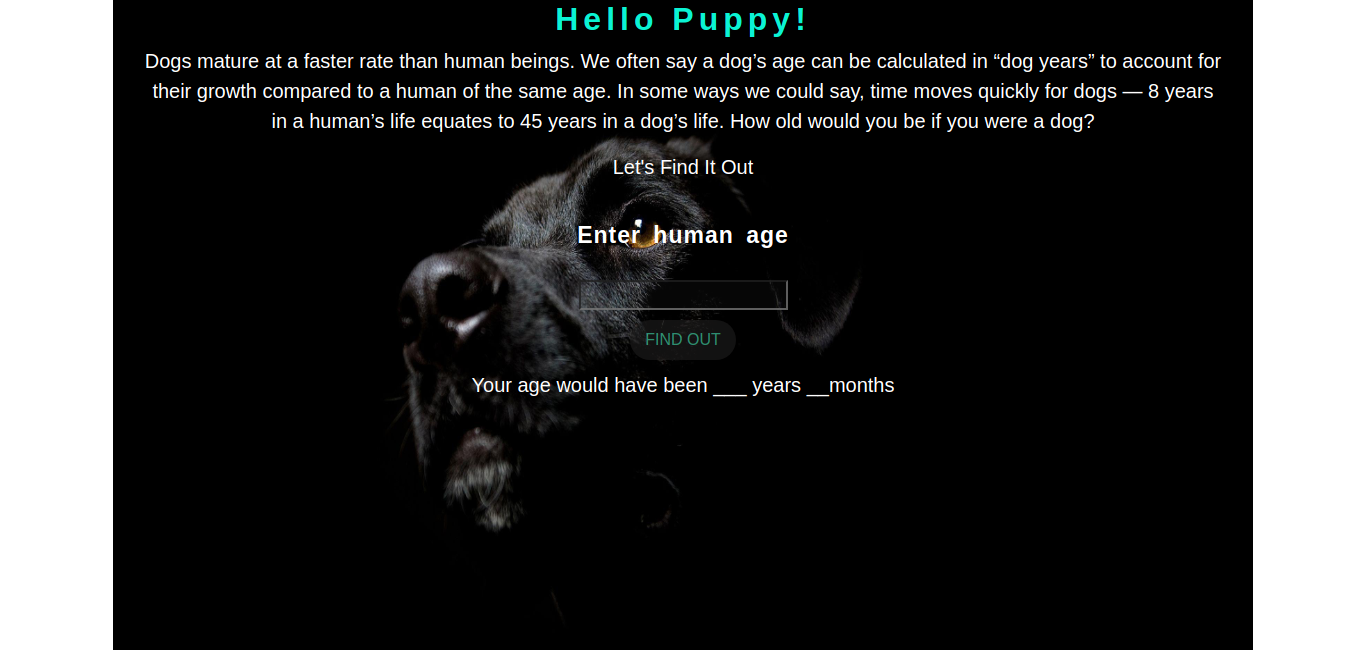 Hello Puppy!
Dogs mature at a faster rate than human beings. We often say a dog’s age can be calculated in “dog years” to account for
their growth compared to a human of the same age. In some ways we could say, time moves quickly for dogs — 8 years
in a human’s life equates to 45 years in a dog’s life. How old would you be if you were a dog?
Let's Find It Out
Enter human age
FIND OUT
Your age would have been ___ years __months